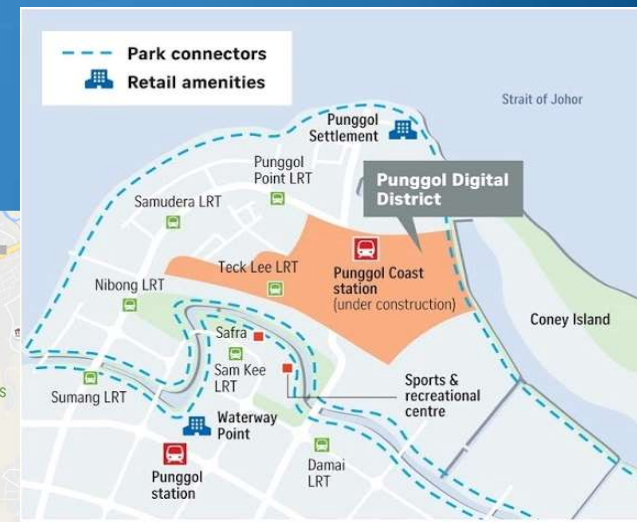 Park connectors
Retail amenities
Strait of Johor
Punggol
Settlement
Punggol
Point LRT
Punggol Digital
District
Samudera LRT
Teck Lee LRT
Punggol Coast
station
(under construction)
Nibong LRT
Coney Island
Safra
Sam Kee
LRT
Sports &
recreational
centre
Sumang LRT
Waterway
Point
Punggol
station
Damai
LRT